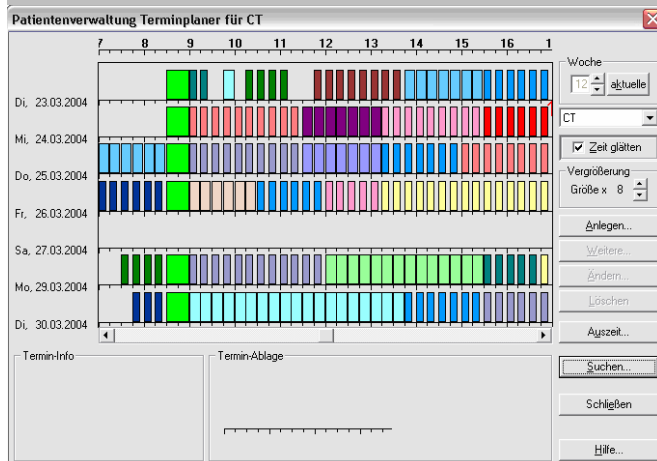 Patientenverwaltung Terminplaner für CT
7 8 9 10 11 12 13 14 15 16 1
Di, 23.03.2004
Mi, 24.03.2004
Do, 25.03.2004
Fr, 26.03.2004
Sa, 27.03.2004
Mo, 29.03.2004
Di, 30.03.2004
Woche
12 aktuelle
CT
Zeit glätten
Vergrößerung
Größe x 8
Anlegen...
Weitere...
Ändern...
Löschen
Auszeit...
Suchen...
Schließen
Hilfe...
Termin-Info
Termin-Ablage